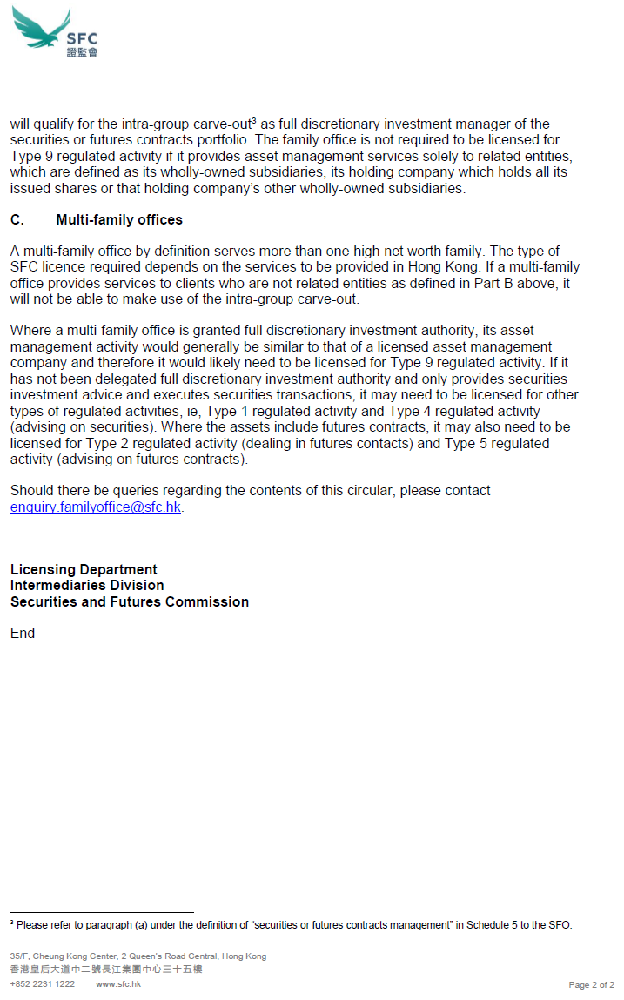 SFC
證監會
will qualify for the intra-group carve-out³ as full discretionary investment manager of the
securities or futures contracts portfolio. The family office is not required to be licensed for
Type 9 regulated activity if it provides asset management services solely to related entities,
which are defined as its wholly-owned subsidiaries, its holding company which holds all its
issued shares or that holding company’s other wholly-owned subsidiaries.
C. Multi-family offices
A multi-family office by definition serves more than one high net worth family. The type of
SFC licence required depends on the services to be provided in Hong Kong. If a multi-family
office provides services to clients who are not related entities as defined in Part B above, it
will not be able to make use of the intra-group carve-out.
Where a multi-family office is granted full discretionary investment authority, its asset
management activity would generally be similar to that of a licensed asset management
company and therefore it would likely need to be licensed for Type 9 regulated activity. If it
has not been delegated full discretionary investment authority and only provides securities
investment advice and executes securities transactions, it may need to be licensed for other
types of regulated activities, ie, Type 1 regulated activity and Type 4 regulated activity
(advising on securities). Where the assets include futures contracts, it may also need to be
licensed for Type 2 regulated activity (dealing in futures contacts) and Type 5 regulated
activity (advising on futures contracts).
Should there be queries regarding the contents of this circular, please contact
enquiry.familyoffice@sfc.hk.
Licensing Department
Intermediaries Division
Securities and Futures Commission
End
³ Please refer to paragraph (a) under the definition of “securities or futures contracts management” in Schedule 5 to the SFO.
35/F, Cheung Kong Center, 2 Queen’s Road Central, Hong Kong
香港皇后大道中二號長江集團中心三十五樓
+852 2231 1222 www.sfc.hk
Page 2 of 2